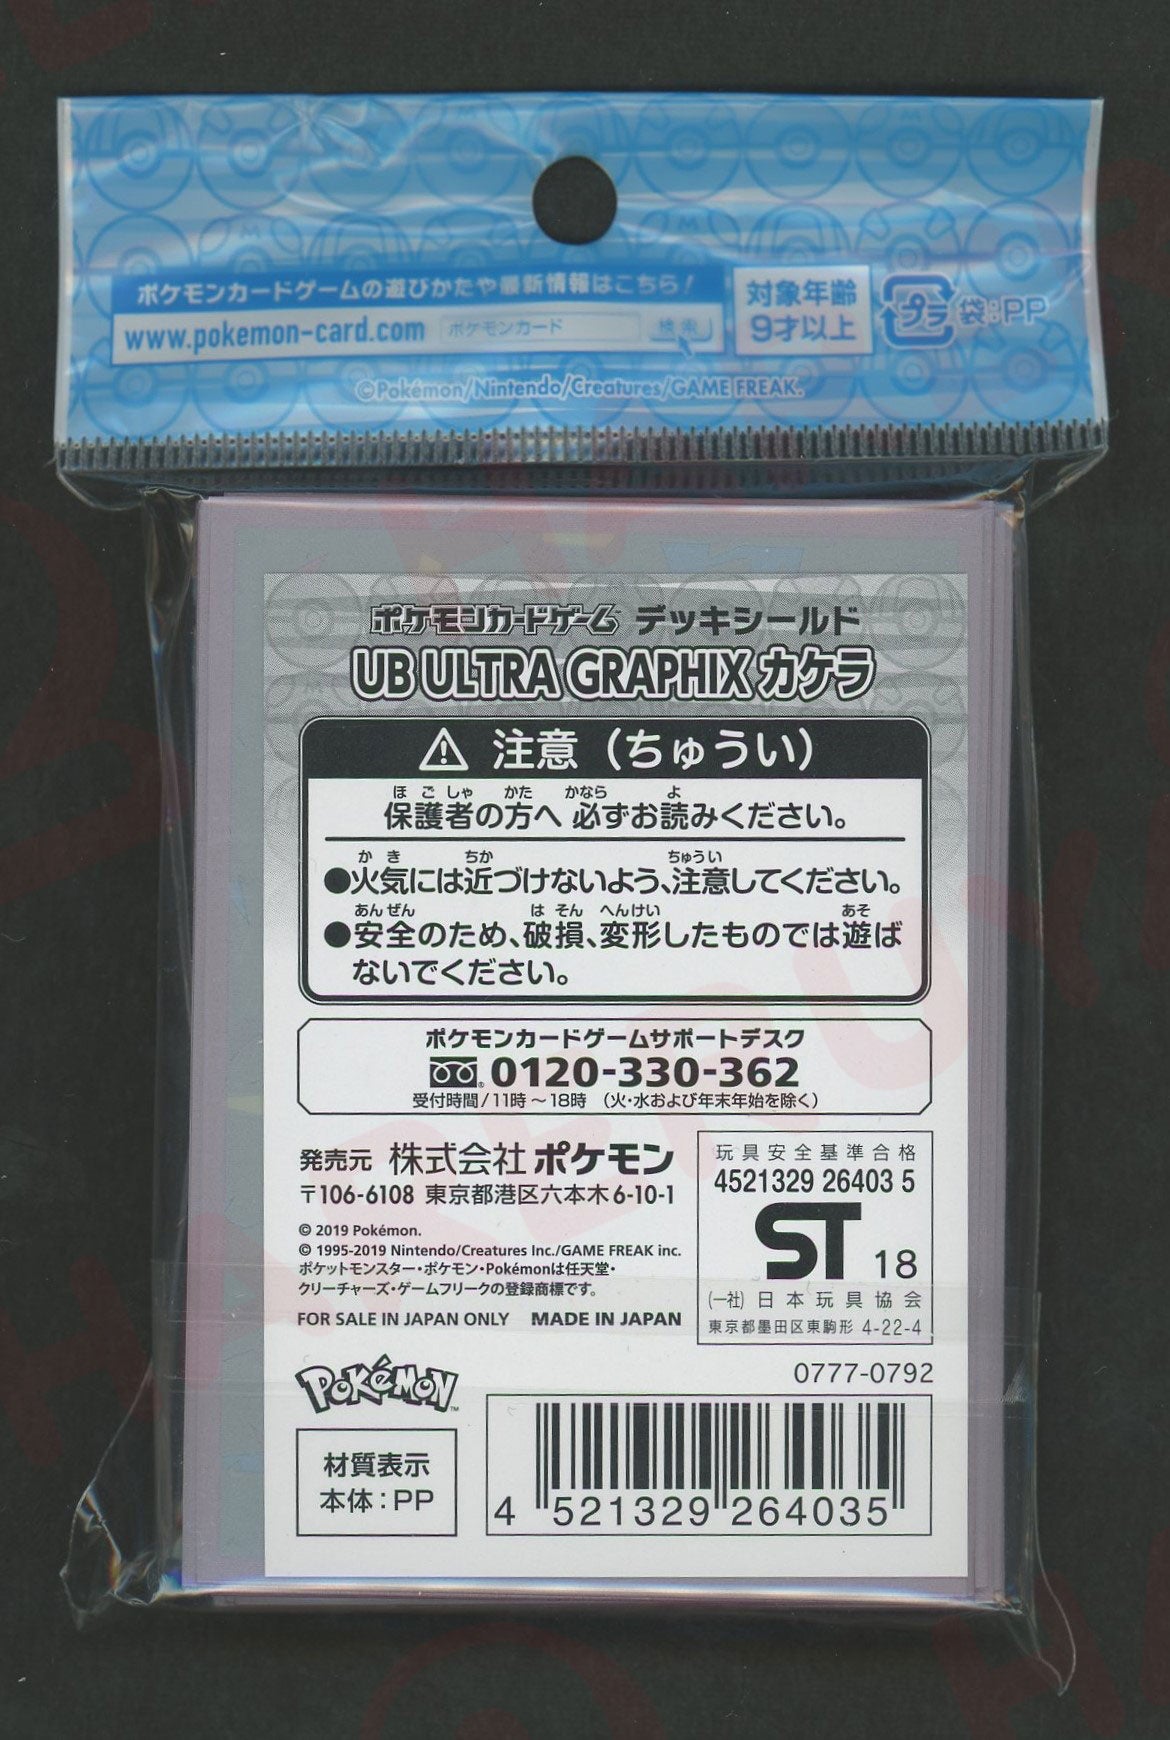 ポケモンカードゲームの遊びかたや最新情報はこちら!
www.pokemon-card.com ポケモンカード 検索
対象年齢
9才以上
プラ 袋:PP
©Pokémon/Nintendo/Creatures/GAME FREAK.
ポケモンカードゲーム デッキシールド
UB ULTRA GRAPHIX カケラ
注意(ちゅうい)
ほごしゃ かた かなら よ
保護者の方へ 必ずお読みください。
かき ちか ちゅうい
●火気には近づけないよう、注意してください。
あんぜん はそん へんけい あそ
●安全のため、破損、変形したものでは遊ば
ないでください。
ポケモンカードゲームサポートデスク
0120-330-362
受付時間/11時~18時 (火・水および年末年始を除く)
発売元 株式会社ポケモン
〒106-6108 東京都港区六本木6-10-1
© 2019 Pokémon.
© 1995-2019 Nintendo/Creatures Inc./GAME FREAK inc.
ポケットモンスター・ポケモン・Pokémonは任天堂・
クリーチャーズ・ゲームフリークの登録商標です。
FOR SALE IN JAPAN ONLY MADE IN JAPAN
玩具安全基準合格
4521329 26403 5
ST 18
(一社) 日本玩具協会
東京都墨田区東駒形 4-22-4
0777-0792
POKéMON™
材質表示
本体:PP
4 521329 264035